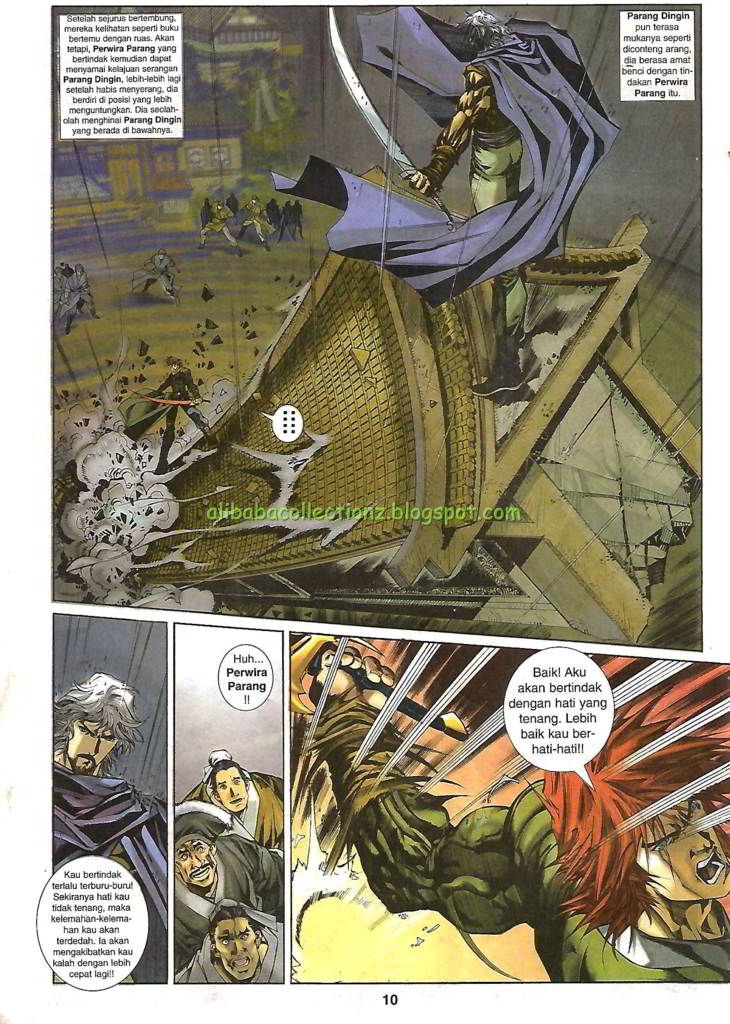 Setelah sejurus bertembung,
mereka kelihatan seperti buku
bertemu dengan ruas. Akan
tetapi, Perwira Parang yang
bertindak kemudian dapat
menyamai kelajuan serangan
Parang Dingin, lebih-lebih lagi
setelah habis menyerang, dia
berdiri di posisi yang lebih
menguntungkan. Dia seolah-
olah menghinai Parang Dingin
yang berada di bawahnya.
Parang Dingin
pun terasa
mukanya seperti
diconteng arang,
dia berasa amat
benci dengan tin-
dakan Perwira
Parang itu.
alibabacollectionz.blogspot.com
Kau bertindak
terlalu terburu-buru!
Sekiranya hati kau
tidak tenang, maka
kelemahan-kelema-
han kau akan
terdedah. Ia akan
mengakibatkan kau
kalah dengan lebih
cepat lagi!!
Huh...
Perwira
Parang
!!
Baik! Aku
akan bertindak
dengan hati yang
tenang. Lebih
baik kau ber-
hati-hati!!
10